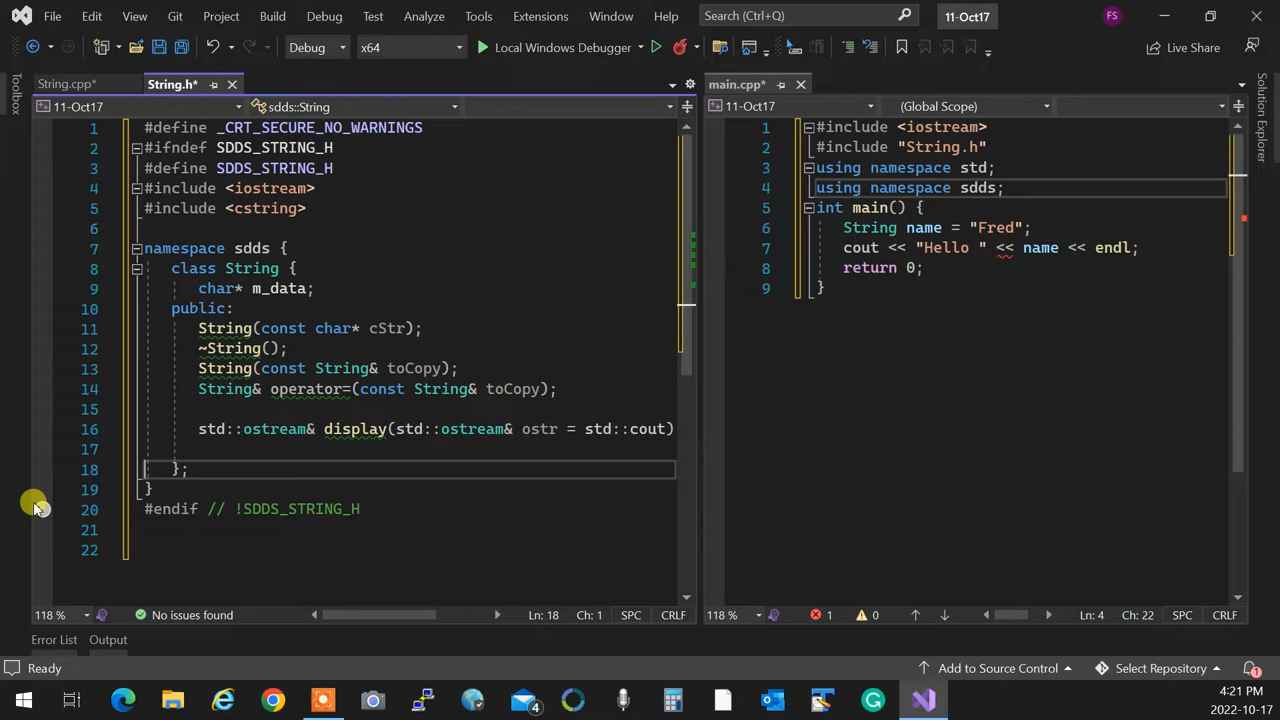 File Edit View Git Project Build Debug Test Analyze Tools Extensions Window Help Search (Ctrl+Q) 11-Oct17 FS
Debug x64 Local Windows Debugger Live Share
Toolbox
String.cpp* String.h*
11-Oct17 sdds::String
1 #define _CRT_SECURE_NO_WARNINGS
2 #ifndef SDDS_STRING_H
3 #define SDDS_STRING_H
4 #include <iostream>
5 #include <cstring>
6
7 namespace sdds {
8 class String {
9 char* m_data;
10 public:
11 String(const char* cStr);
12 ~String();
13 String(const String& toCopy);
14 String& operator=(const String& toCopy);
15
16 std::ostream& display(std::ostream& ostr = std::cout)
17
18 };
19 }
20 #endif // !SDDS_STRING_H
21
22
118 % No issues found Ln: 18 Ch: 1 SPC CRLF
main.cpp*
11-Oct17 (Global Scope)
1 #include <iostream>
2 #include "String.h"
3 using namespace std;
4 using namespace sdds;
5 int main() {
6 String name = "Fred";
7 cout << "Hello " << name << endl;
8 return 0;
9 }
118 % 1 0 Ln: 4 Ch: 22 SPC CRLF
Solution Explorer
Error List Output
Ready Add to Source Control Select Repository 1
4
4:21 PM
2022-10-17